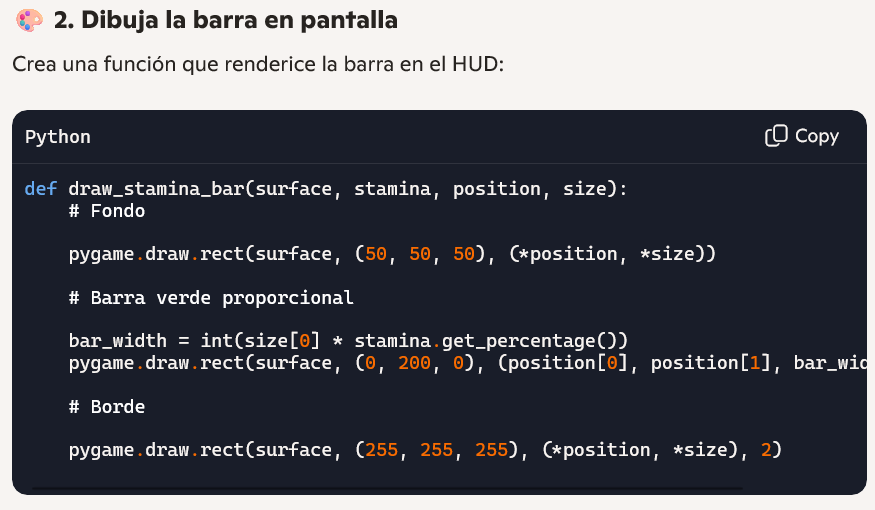 🎨 2. Dibuja la barra en pantalla
Crea una función que renderice la barra en el HUD:
Python
Copy
def draw_stamina_bar(surface, stamina, position, size):
    # Fondo
    pygame.draw.rect(surface, (50, 50, 50), (*position, *size))
    # Barra verde proporcional
    bar_width = int(size[0] * stamina.get_percentage())
    pygame.draw.rect(surface, (0, 200, 0), (position[0], position[1], bar_wid
    # Borde
    pygame.draw.rect(surface, (255, 255, 255), (*position, *size), 2)